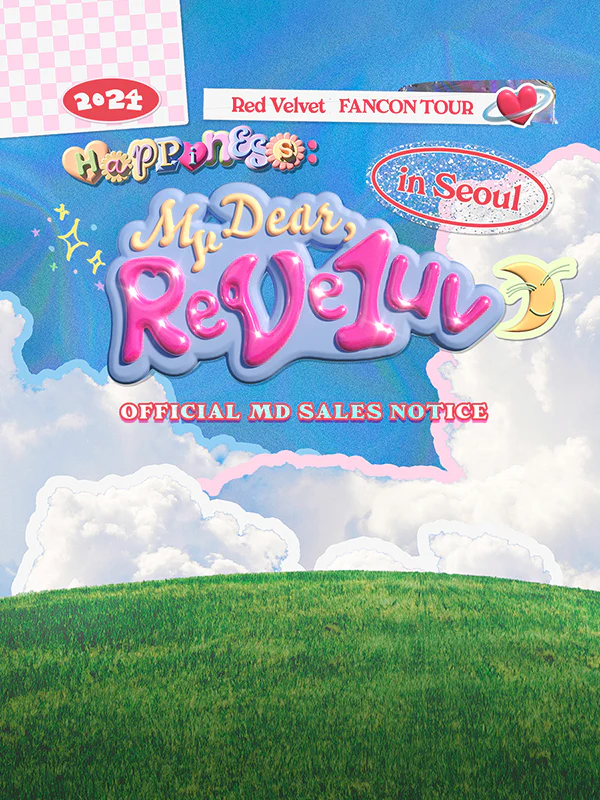 2024
Red Velvet FANCON TOUR
HaPPiNESS:
in Seoul
My Dear,
ReVe1uv
OFFICIAL MD SALES NOTICE